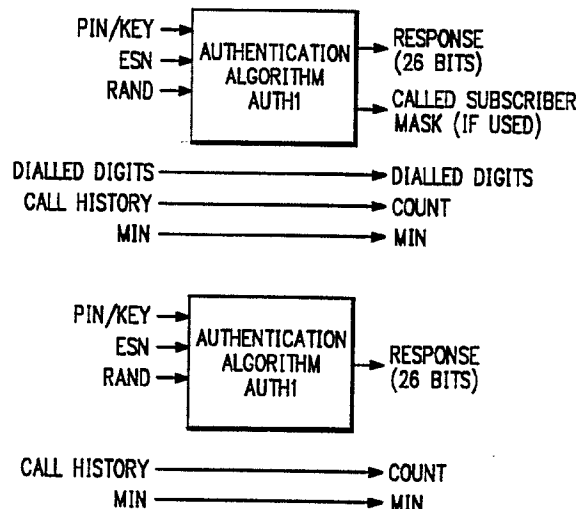 PIN/KEY
ESN
RAND
AUTHENTICATION
ALGORITHM
AUTH1
RESPONSE
(26 BITS)
CALLED SUBSCRIBER
MASK (IF USED)
DIALLED DIGITS DIALLED DIGITS
CALL HISTORY COUNT
MIN MIN
PIN/KEY
ESN
RAND
AUTHENTICATION
ALGORITHM
AUTH1
RESPONSE
(26 BITS)
CALL HISTORY COUNT
MIN MIN